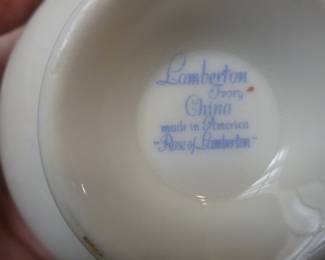 Lamberton
Ivory
China
made in America
"Rose of Lamberton"